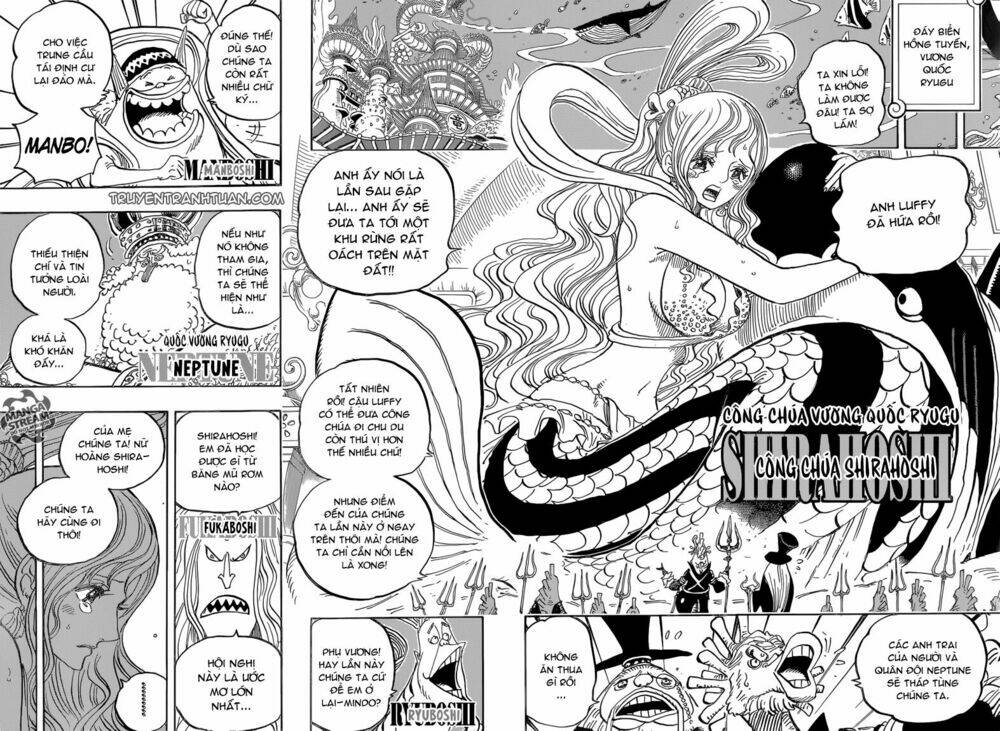 ĐÁY BIỂN
HỒNG TUYẾN,
VƯƠNG
QUỐC
RYUGU
TA XIN LỖI!
TA KHÔNG
LÀM ĐƯỢC
ĐÂU! TA SỢ
LẮM!
ANH LUFFY
ĐÃ HỨA RỒI!
ANH ẤY NÓI LÀ
LẦN SAU GẶP
LẠI... ANH ẤY SẼ
ĐƯA TA TỚI MỘT
KHU RỪNG RẤT
OÁCH TRÊN MẶT
ĐẤT!!
CÔNG CHÚA VƯƠNG QUỐC RYUGU
SHIRAHOSHI
CÔNG CHÚA SHIRAHOSHI
TẤT NHIÊN
RỒI! CẬU LUFFY
CÓ THỂ ĐƯA CÔNG
CHÚA ĐI CHU DU
CÒN THÚ VỊ HƠN
THẾ NHIỀU CHỨ!
NHƯNG ĐIỂM
ĐẾN CỦA CHÚNG
TA LẦN NÀY Ở NGAY
TRÊN THÔI MÀ! CHÚNG
TA CHỈ CẦN NỔI LÊN
LÀ XONG!
CÁC ANH TRAI
CỦA NGƯỜI VÀ
QUÂN ĐỘI NEPTUNE
SẼ THÁP TÙNG
CHÚNG TA.
KHÔNG
ĂN THUA
GÌ RỒI!
PHỤ VƯƠNG!
HAY LẦN NÀY
CHÚNG TA CỨ
ĐỂ EM Ở
LẠI-MINDO?
RYUBOSHI
RYUBOSHI
ĐÚNG THẾ!
DÙ SAO
CHÚNG TA
CÒN RẤT
NHIỀU CHỮ
KÝ...
CHO VIỆC
TRƯNG CẦU
TÁI ĐỊNH CƯ
LẠI ĐẢO MÀ.
MANBO!
MANBOSHI
MANBOSHI
TRUYENTRANHTUAN.COM
NẾU NHƯ
NÓ KHÔNG
THAM GIA,
THÌ CHÚNG
TA SẼ THỂ
HIỆN NHƯ
LÀ...
THIẾU THIỆN
CHÍ VÀ TIN
TƯỞNG LOÀI
NGƯỜI.
KHÁ LÀ
KHÓ KHĂN
ĐẤY...
QUỐC VƯƠNG RYUGU
NEPTUNE
NEPTUNE
MANGA
STREAM
SHIRAHOSHI!
EM ĐÃ HỌC
ĐƯỢC GÌ TỪ
BĂNG MŨ RƠM
NÀO?
FUKABOSHI
FUKABOSHI
HỘI NGHỊ
NÀY LÀ ƯỚC
MƠ LỚN
NHẤT...
CỦA MẸ
CHÚNG TA! NỮ
HOÀNG SHIRA-
HOSHI!
CHÚNG TA
HÃY CÙNG ĐI
THÔI!
...